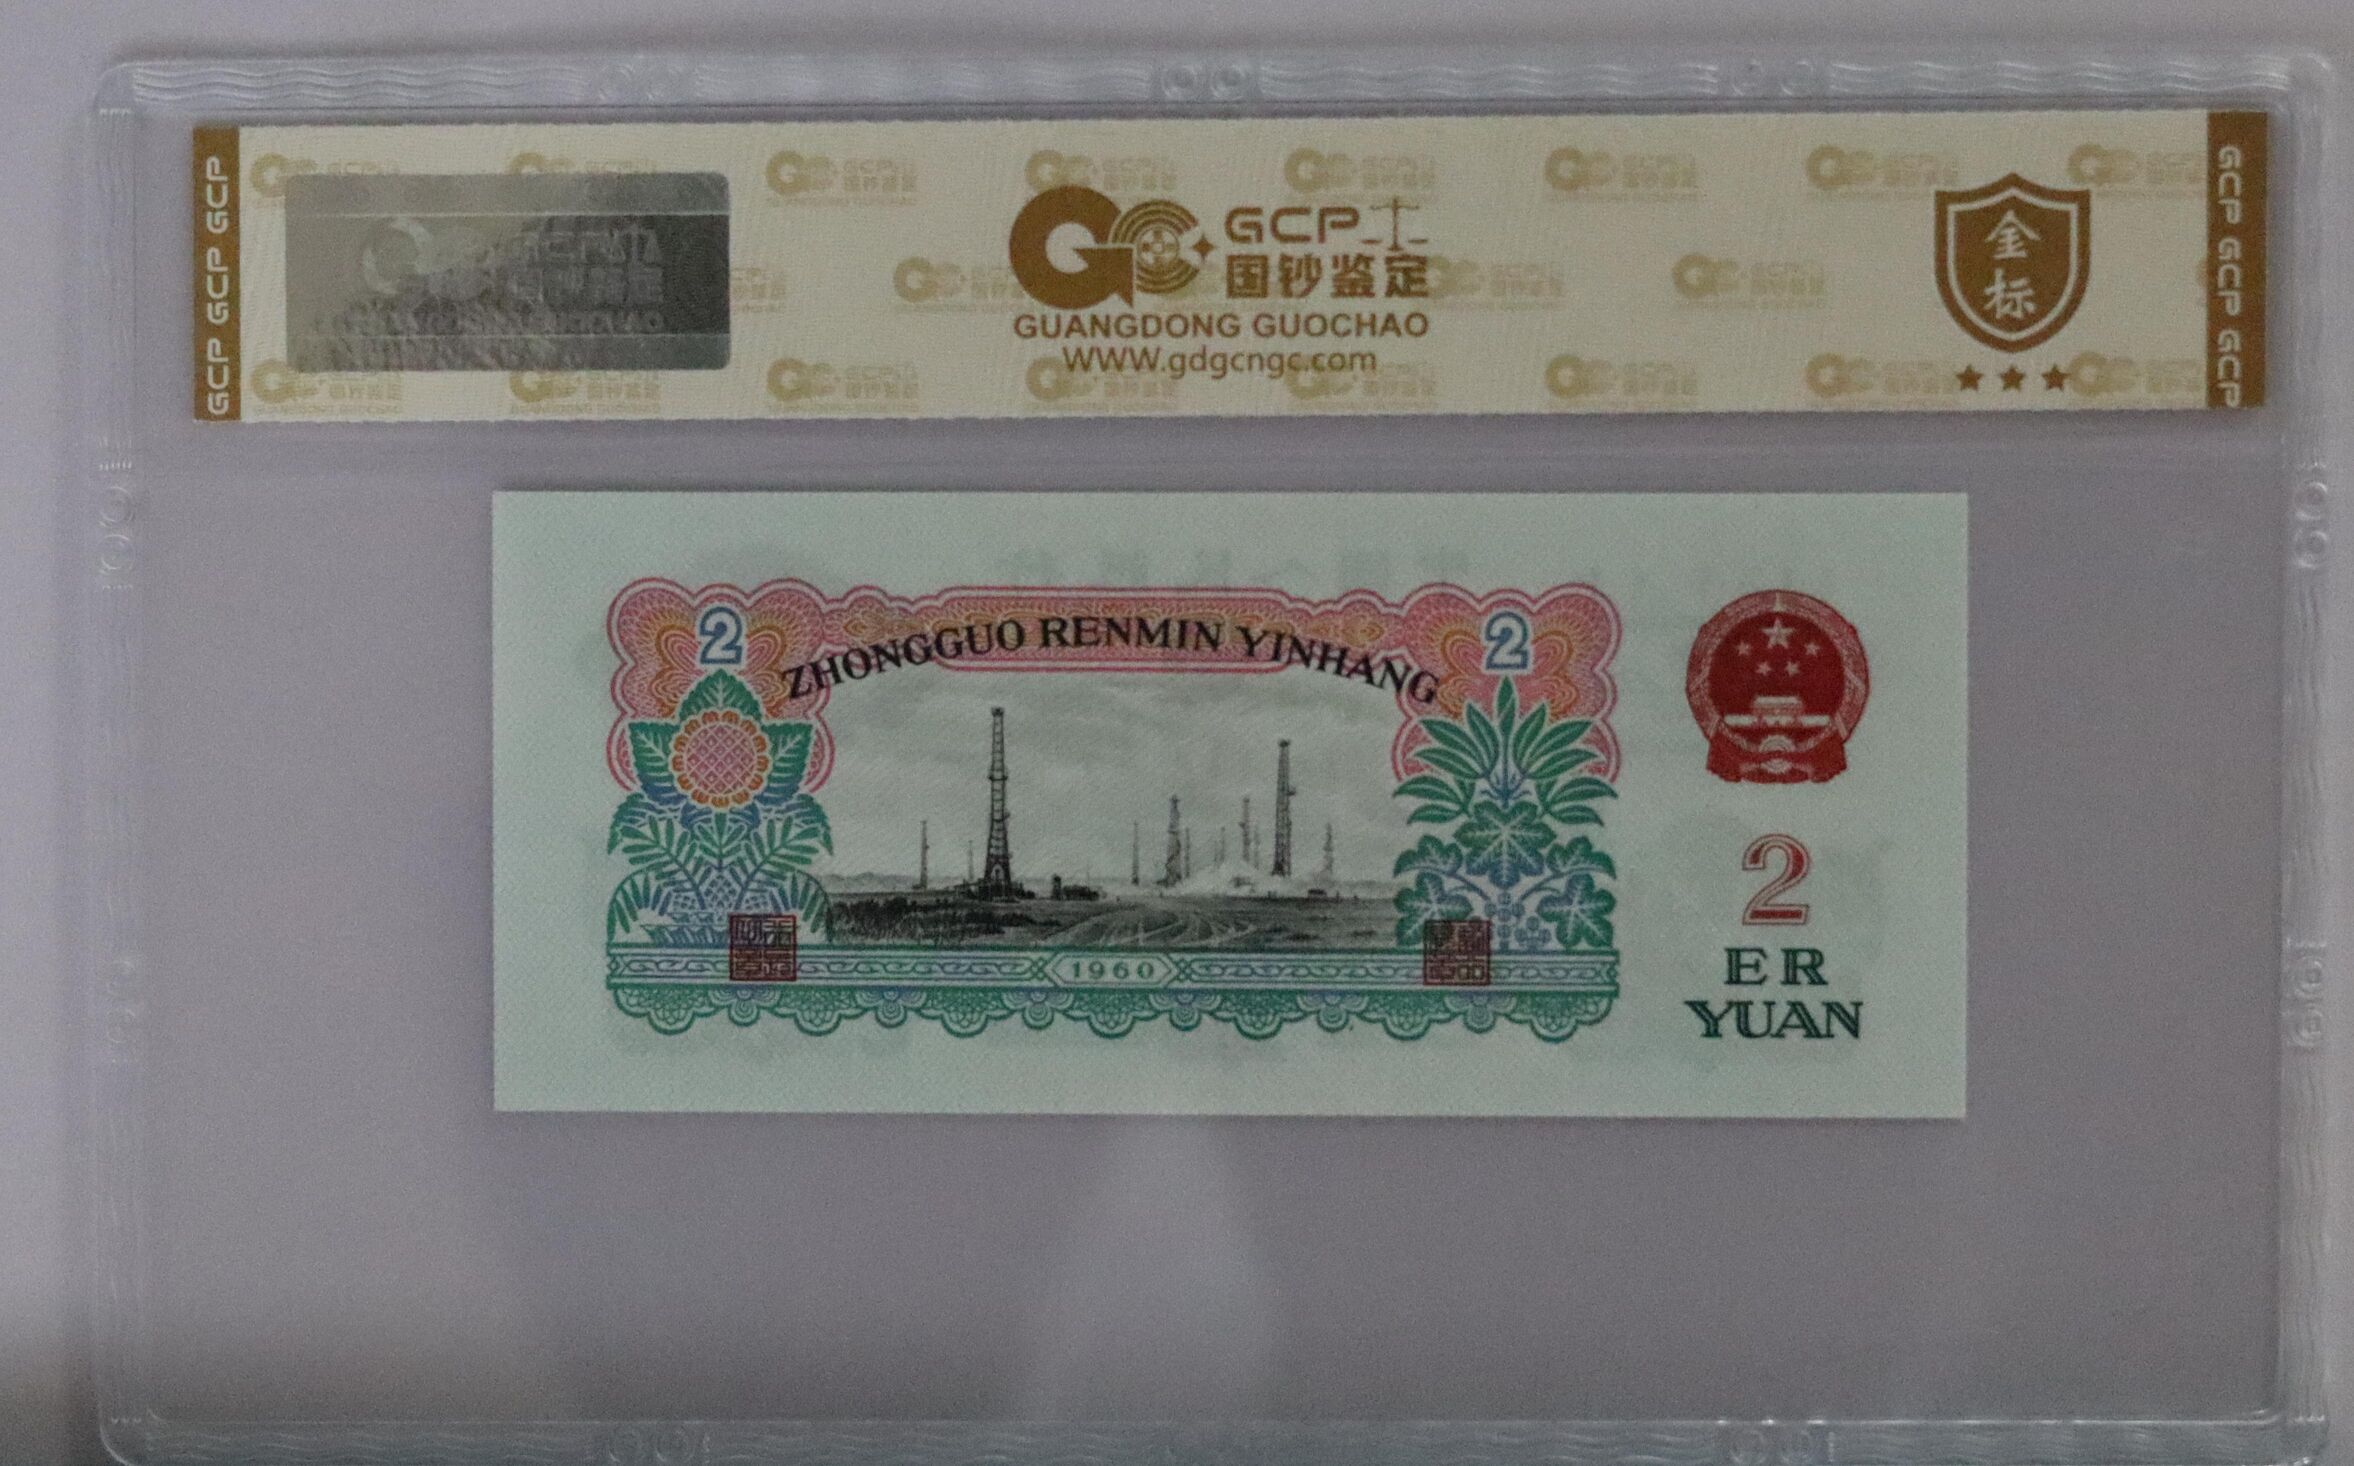 GCP GCP GCP
GCP
国钞鉴定
GUANGDONG GUOCHAO
WWW.gdgcngc.com
金标
GCP GCP GCP
2
ZHONGGUO RENMIN YINHANG
2
1960
2
ER
YUAN